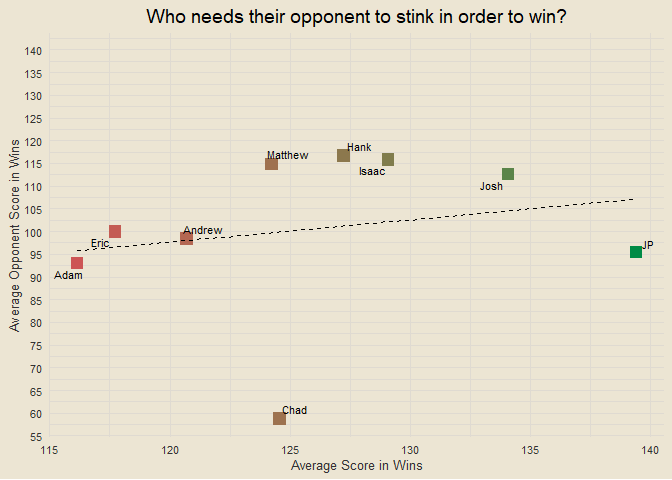 Who needs their opponent to stink in order to win?
140
135
130
125
120
115
110
105
100
95
90
85
80
75
70
65
60
55
Average Opponent Score in Wins
Matthew
Hank
Isaac
Josh
Eric
Andrew
JP
Adam
Chad
115
120
125
130
135
140
Average Score in Wins